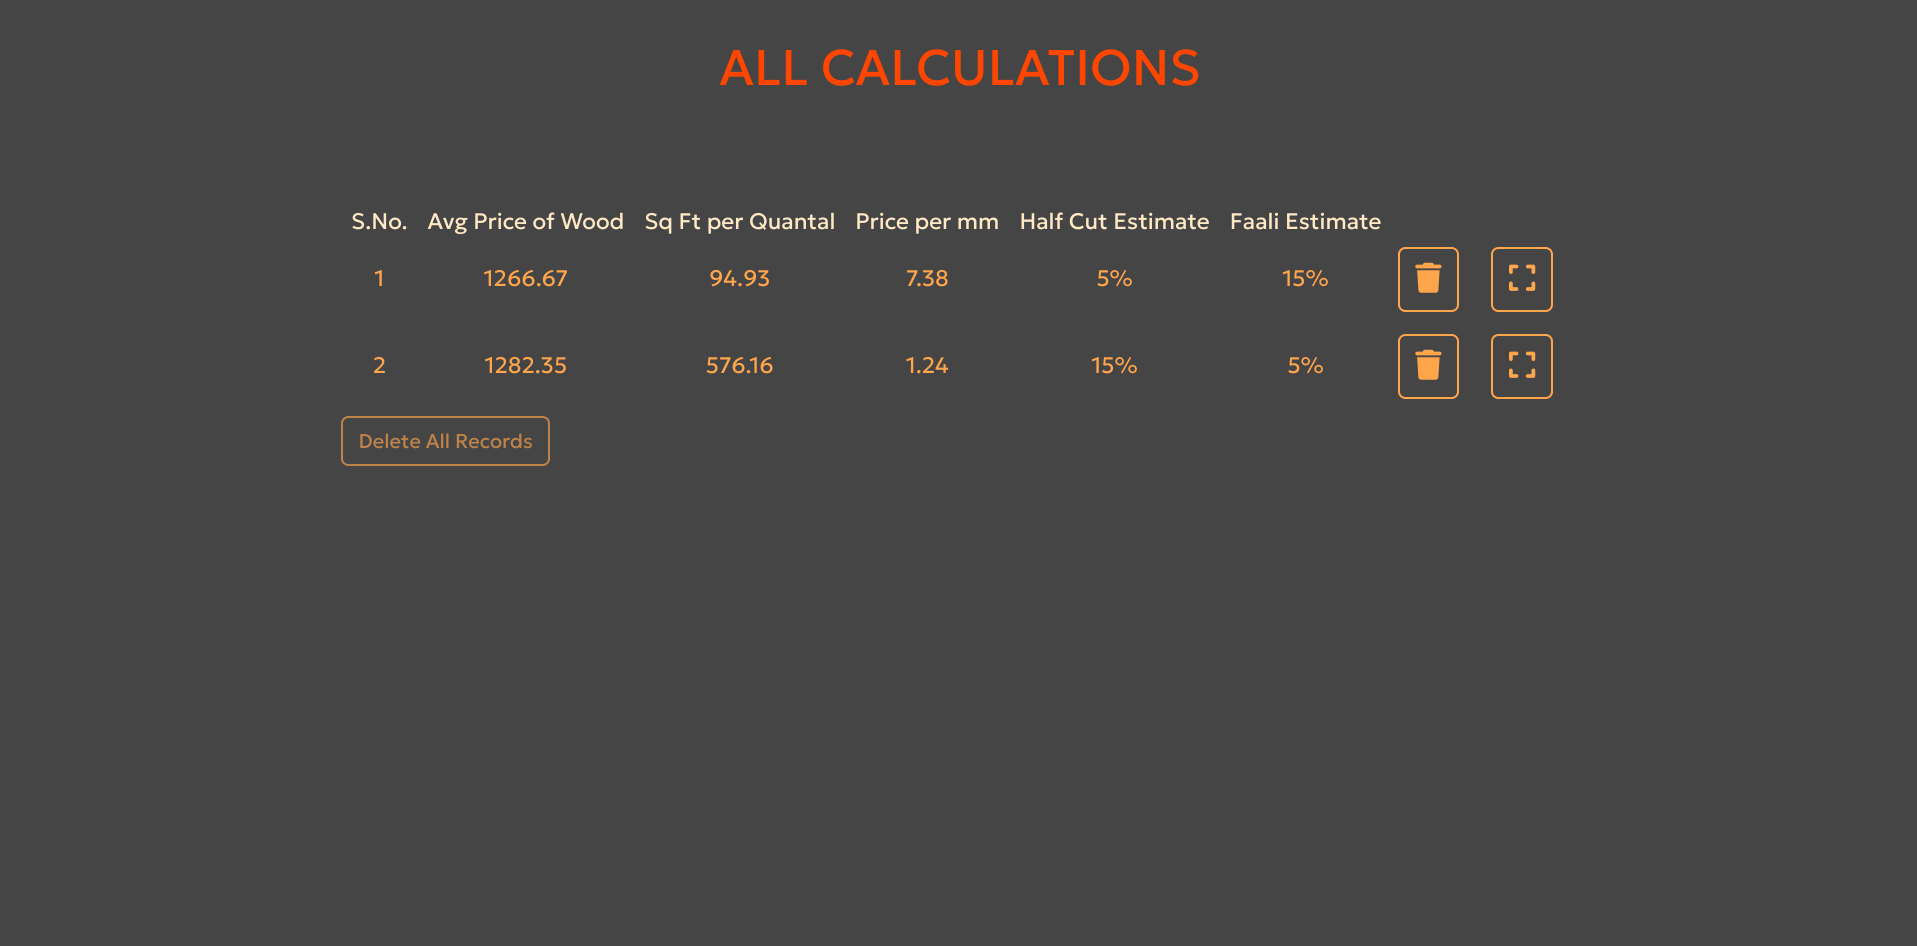 ALL CALCULATIONS
S.No. Avg Price of Wood Sq Ft per Quantal Price per mm Half Cut Estimate Faali Estimate
1 1266.67 94.93 7.38 5% 15%
2 1282.35 576.16 1.24 15% 5%
Delete All Records